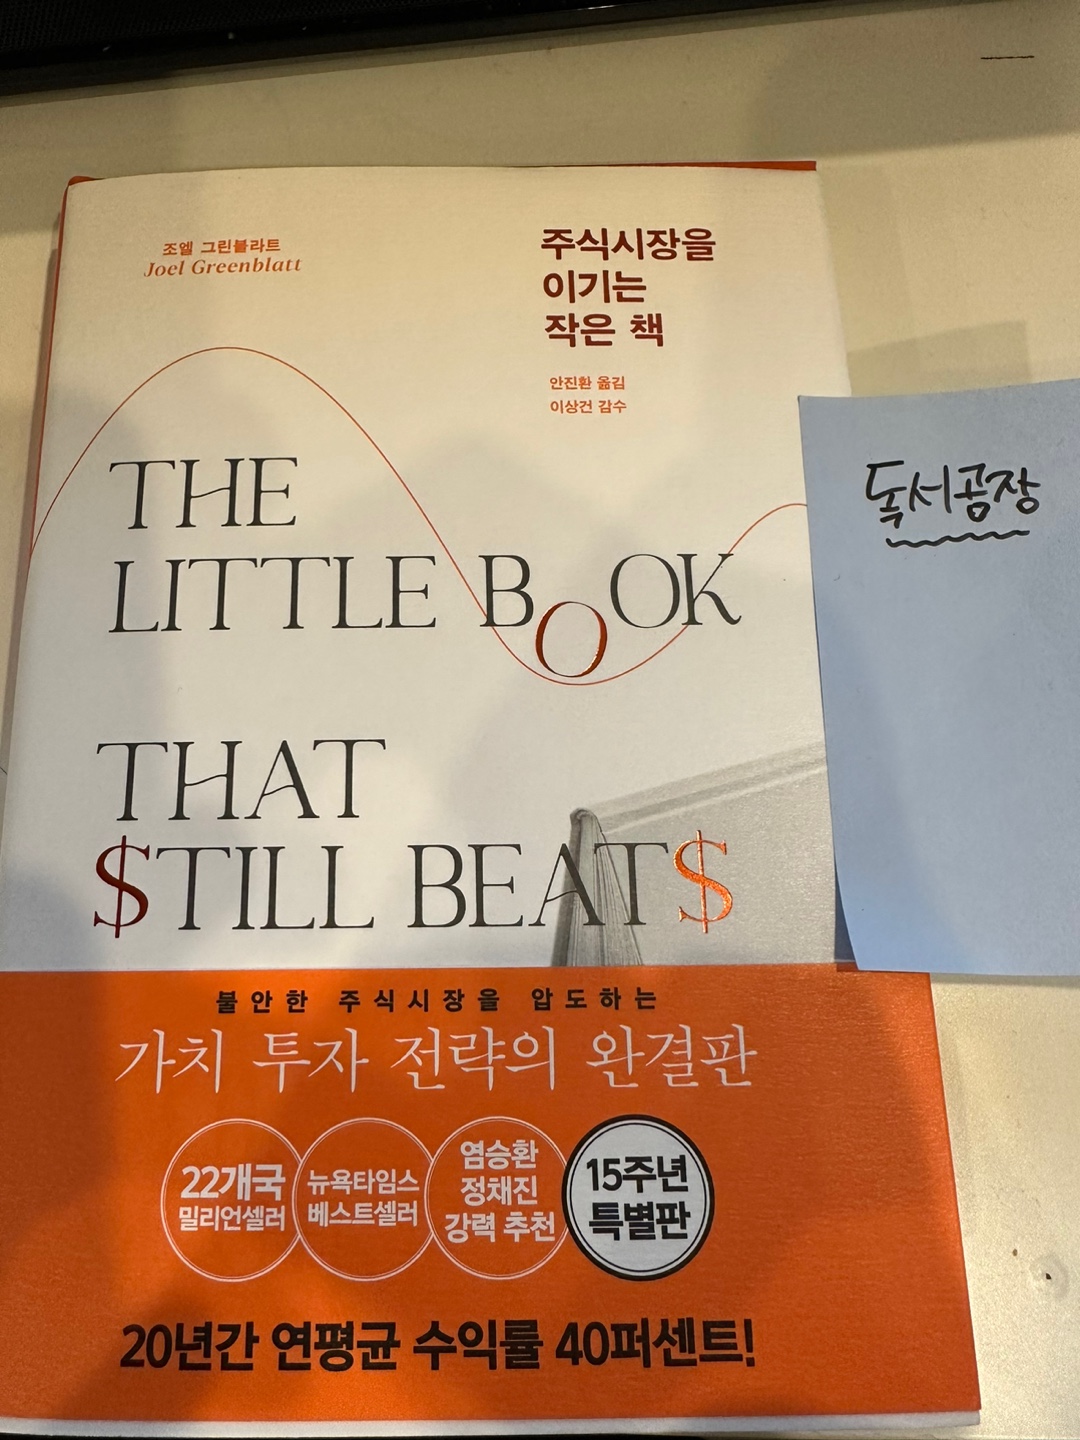 조엘 그린블라트
Joel Greenblatt
주식시장을
이기는
작은 책
안진환 옮김
이상건 감수
THE
LITTLE BOOK
THAT
$TILL BEAT$
독서공장
불안한 주식시장을 압도하는
가치 투자 전략의 완결판
22개국
밀리언셀러
뉴욕타임스
베스트셀러
염승환
정채진
강력 추천
15주년
특별판
20년간 연평균 수익률 40퍼센트!